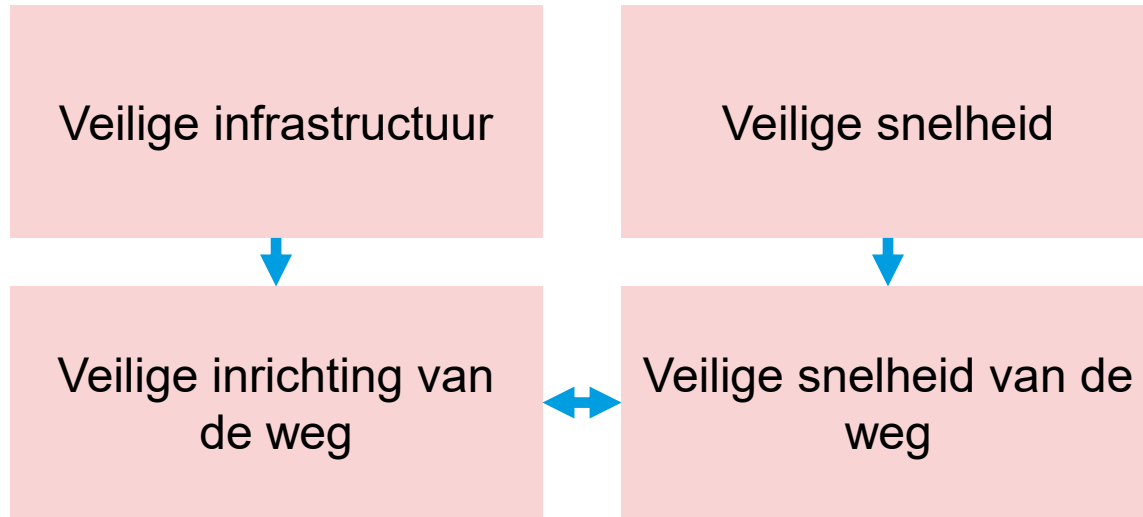 Veilige infrastructuur
Veilige snelheid
Veilige inrichting van
de weg
Veilige snelheid van de
weg